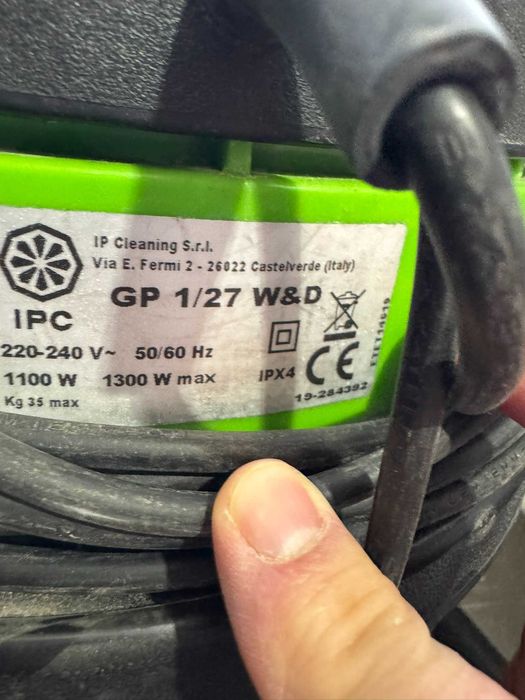 IP Cleaning S.r.l.
Via E. Fermi 2 - 26022 Castelverde (Italy)
GP 1/27 W&D
IPC
220-240 V~ 50/60 Hz
1100 W 1300 W max
IPX4
CE
Kg 35 max
19-284392